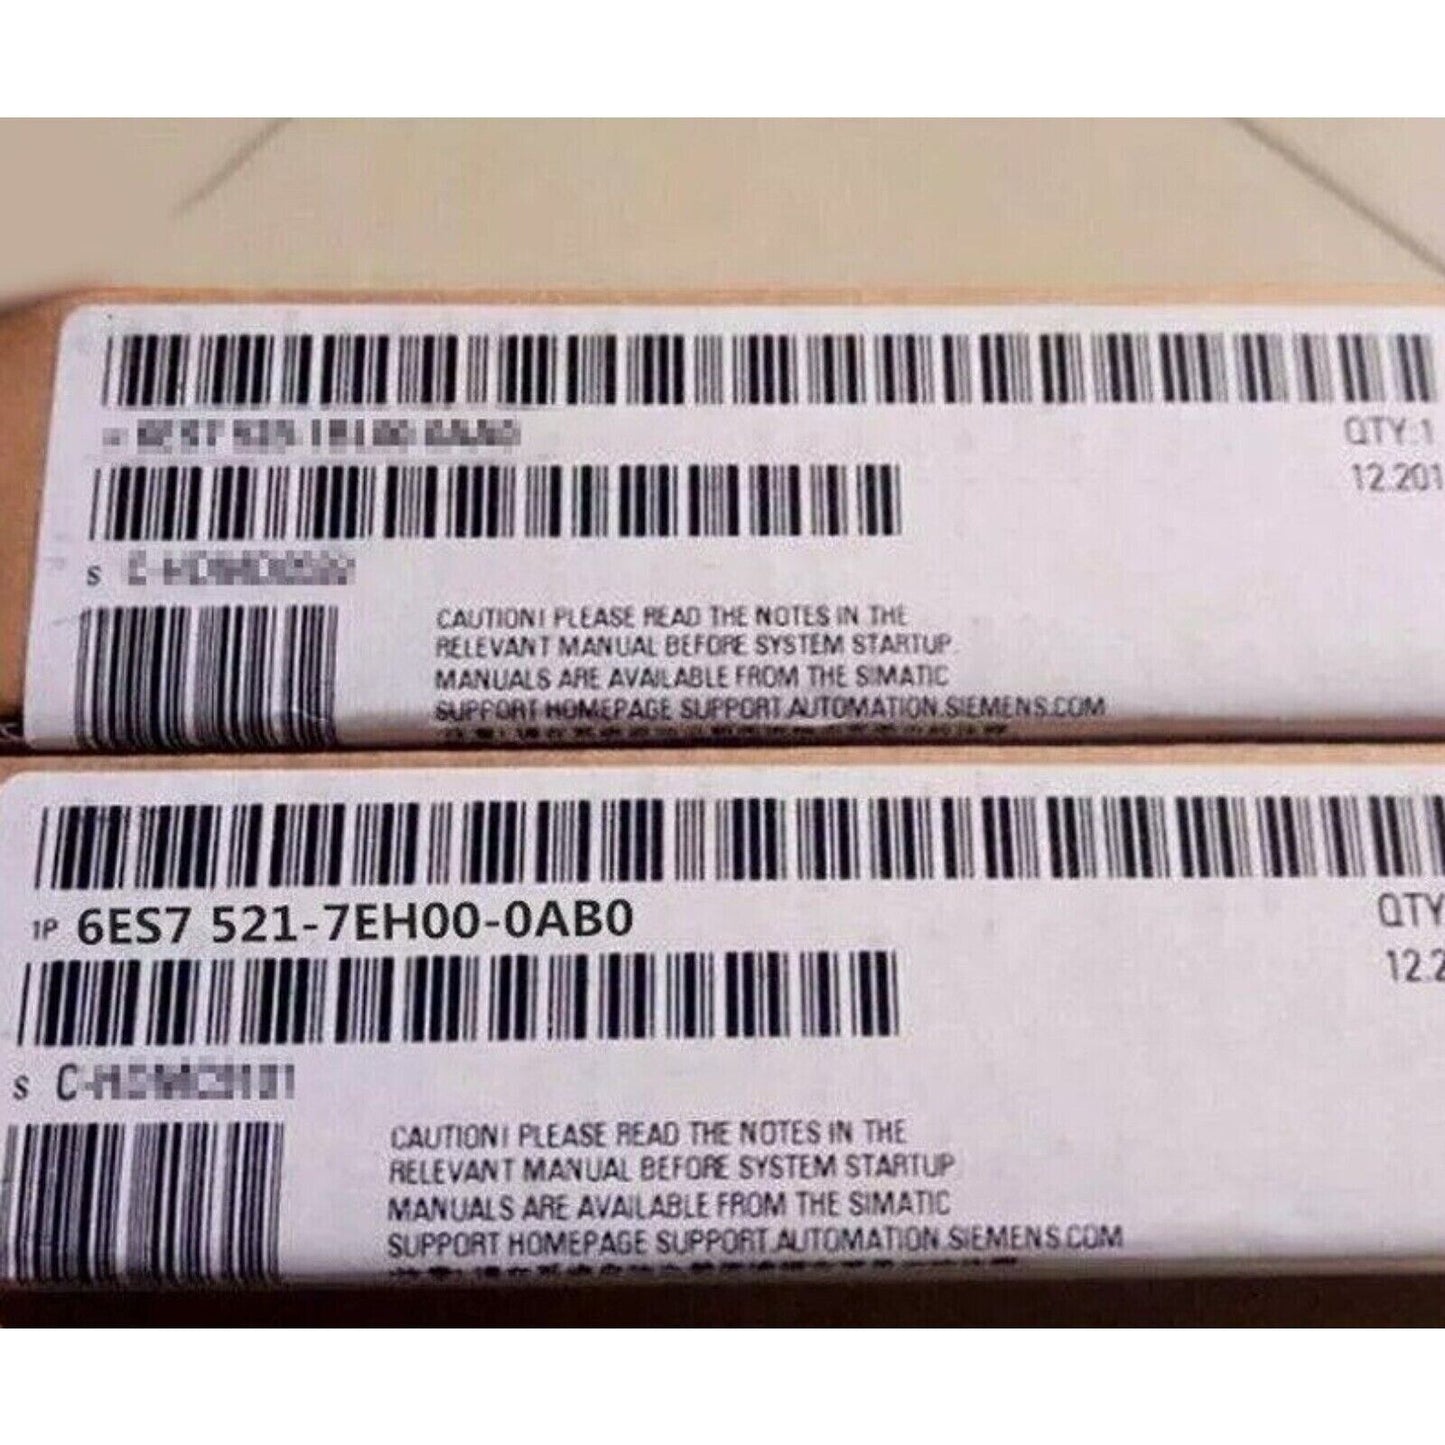 QTY:1
12.201
S
CAUTION! PLEASE READ THE NOTES IN THE
RELEVANT MANUAL BEFORE SYSTEM STARTUP.
MANUALS ARE AVAILABLE FROM THE SIMATIC
SUPPORT HOMEPAGE SUPPORT.AUTOMATION.SIEMENS.COM
1P 6ES7 521-7EH00-0AB0
QTY
12.2
S
CAUTION! PLEASE READ THE NOTES IN THE
RELEVANT MANUAL BEFORE SYSTEM STARTUP
MANUALS ARE AVAILABLE FROM THE SIMATIC
SUPPORT HOMEPAGE SUPPORT.AUTOMATION.SIEMENS.COM